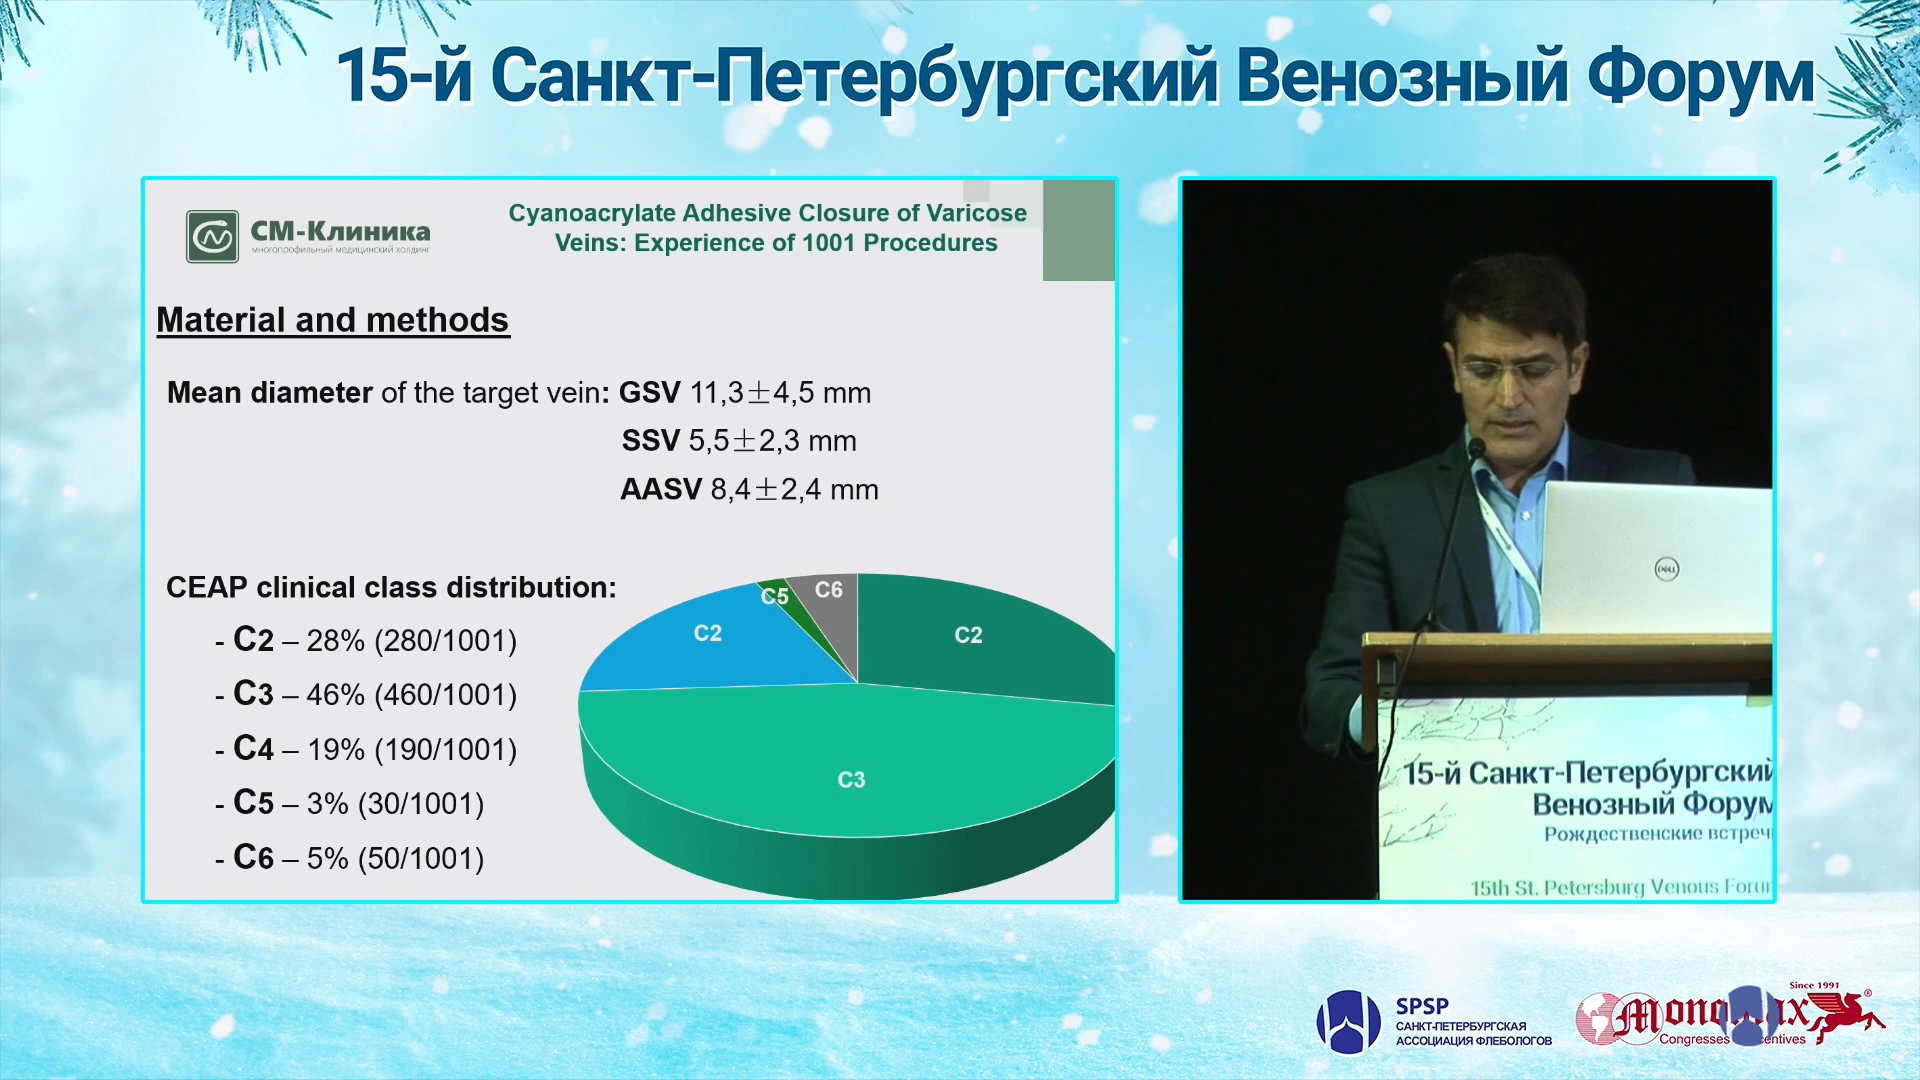 15-й Санкт-Петербургский Венозный Форум
СМ-Клиника
многопрофильный медицинский холдинг
Cyanoacrylate Adhesive Closure of Varicose
Veins: Experience of 1001 Procedures
Material and methods
Mean diameter of the target vein: GSV 11,3±4,5 mm
SSV 5,5±2,3 mm
AASV 8,4±2,4 mm
CEAP clinical class distribution:
- C2 – 28% (280/1001)
- C3 – 46% (460/1001)
- C4 – 19% (190/1001)
- C5 – 3% (30/1001)
- C6 – 5% (50/1001)
C5
C6
C2
C2
C3
DELL
15-й Санкт-Петербургский
Венозный Форум
Рождественские встреч
15th St. Petersburg Venous Foru
SPSP
САНКТ-ПЕТЕРБУРГСКАЯ
АССОЦИАЦИЯ ФЛЕБОЛОГОВ
Since 1991
®
Congresses